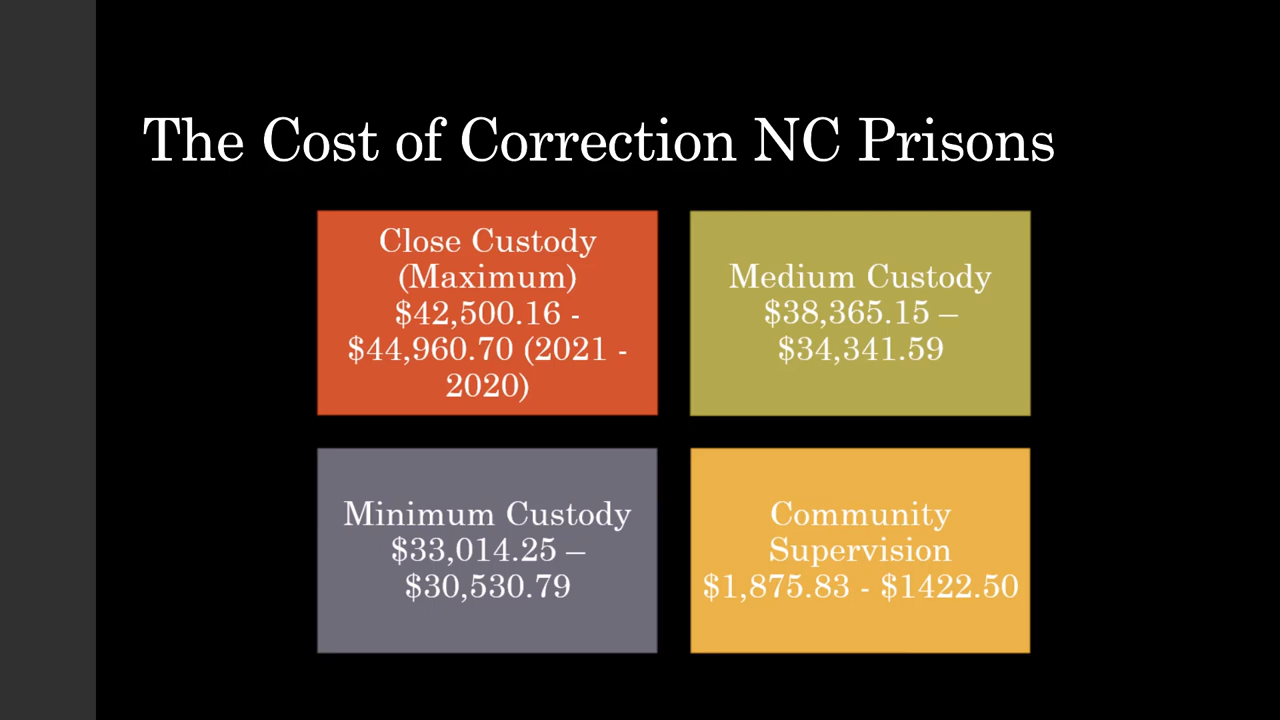 The Cost of Correction NC Prisons
Close Custody
(Maximum)
$42,500.16 -
$44,960.70 (2021 -
2020)
Medium Custody
$38,365.15 –
$34,341.59
Minimum Custody
$33,014.25 –
$30,530.79
Community
Supervision
$1,875.83 - $1422.50